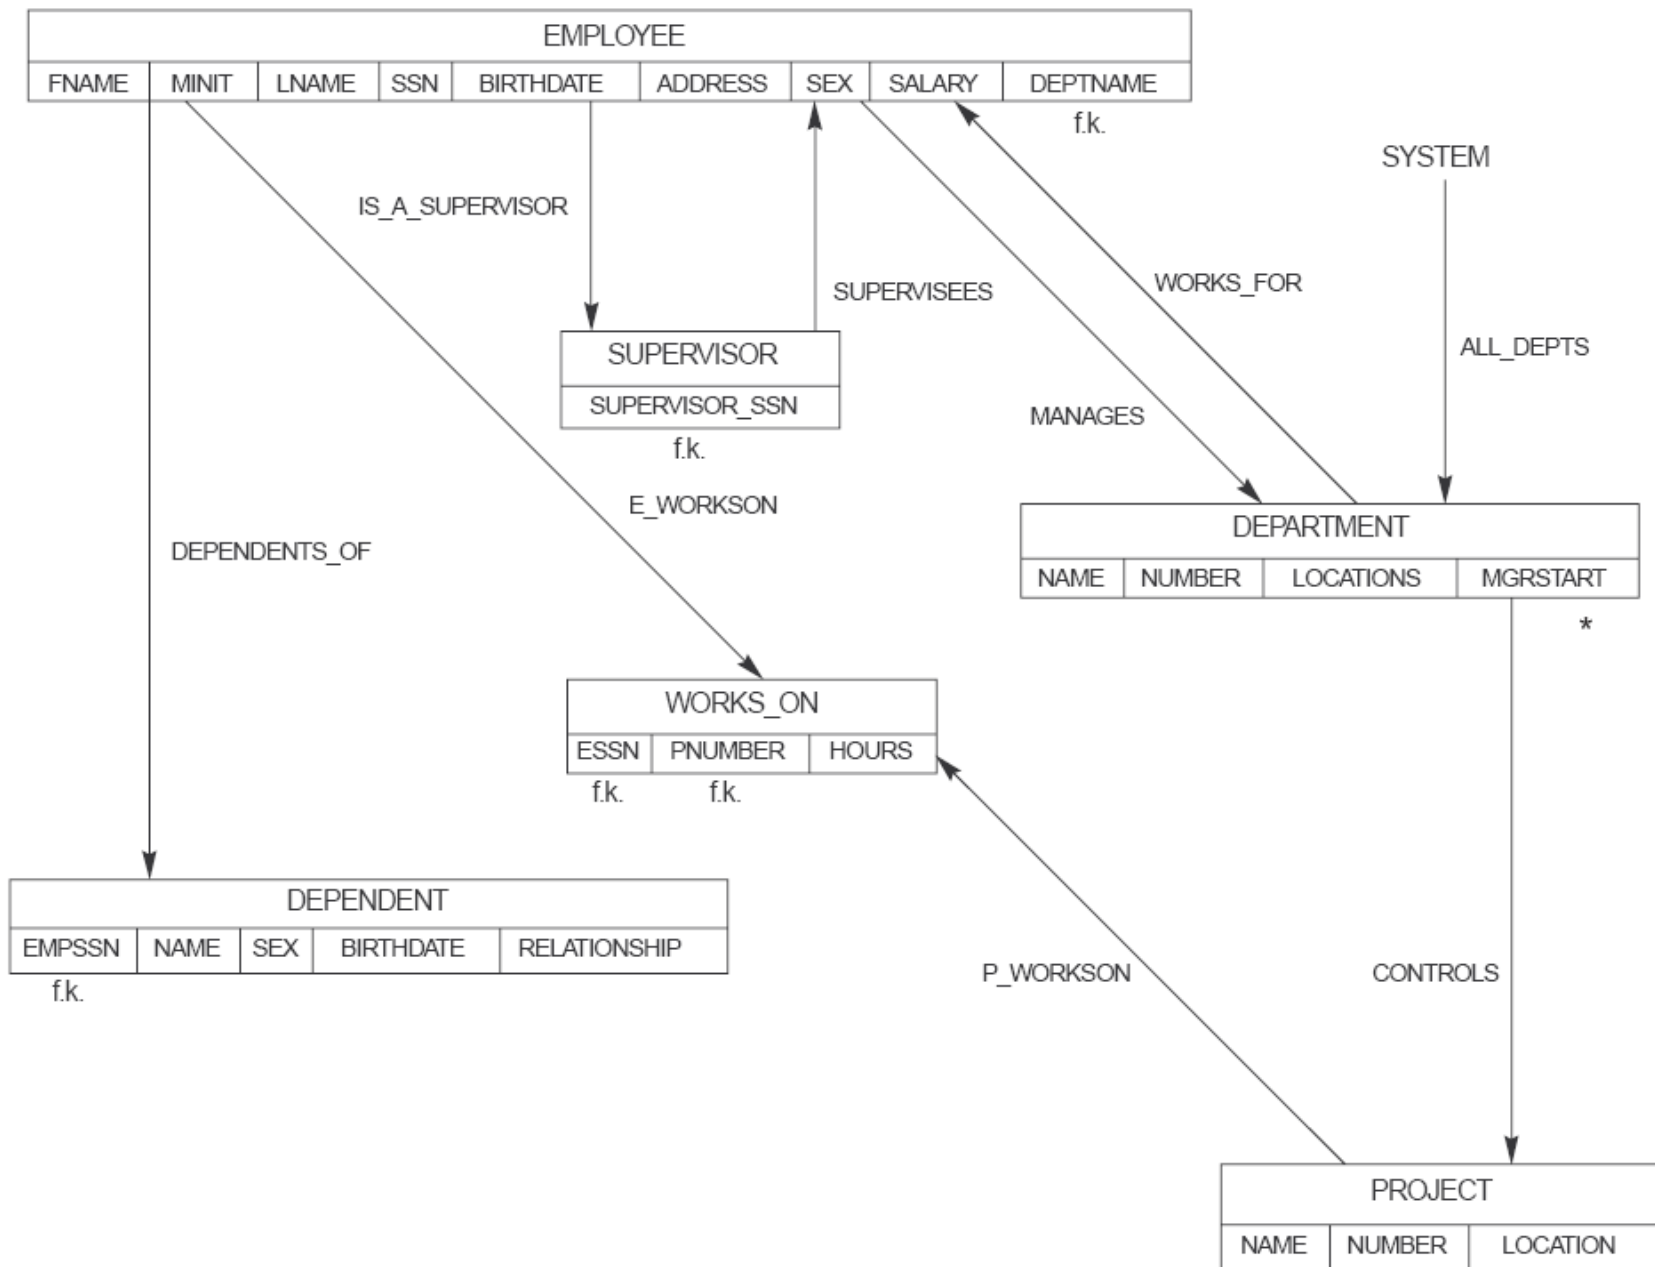 EMPLOYEE
FNAME MINIT LNAME SSN BIRTHDATE ADDRESS SEX SALARY DEPTNAME
f.k.
SYSTEM
IS_A_SUPERVISOR
SUPERVISEES
WORKS_FOR
ALL_DEPTS
SUPERVISOR
SUPERVISOR_SSN
f.k.
MANAGES
E_WORKSON
DEPARTMENT
NAME NUMBER LOCATIONS MGRSTART
*
DEPENDENTS_OF
WORKS_ON
ESSN PNUMBER HOURS
f.k. f.k.
DEPENDENT
EMPSSN NAME SEX BIRTHDATE RELATIONSHIP
f.k.
P_WORKSON
CONTROLS
PROJECT
NAME NUMBER LOCATION